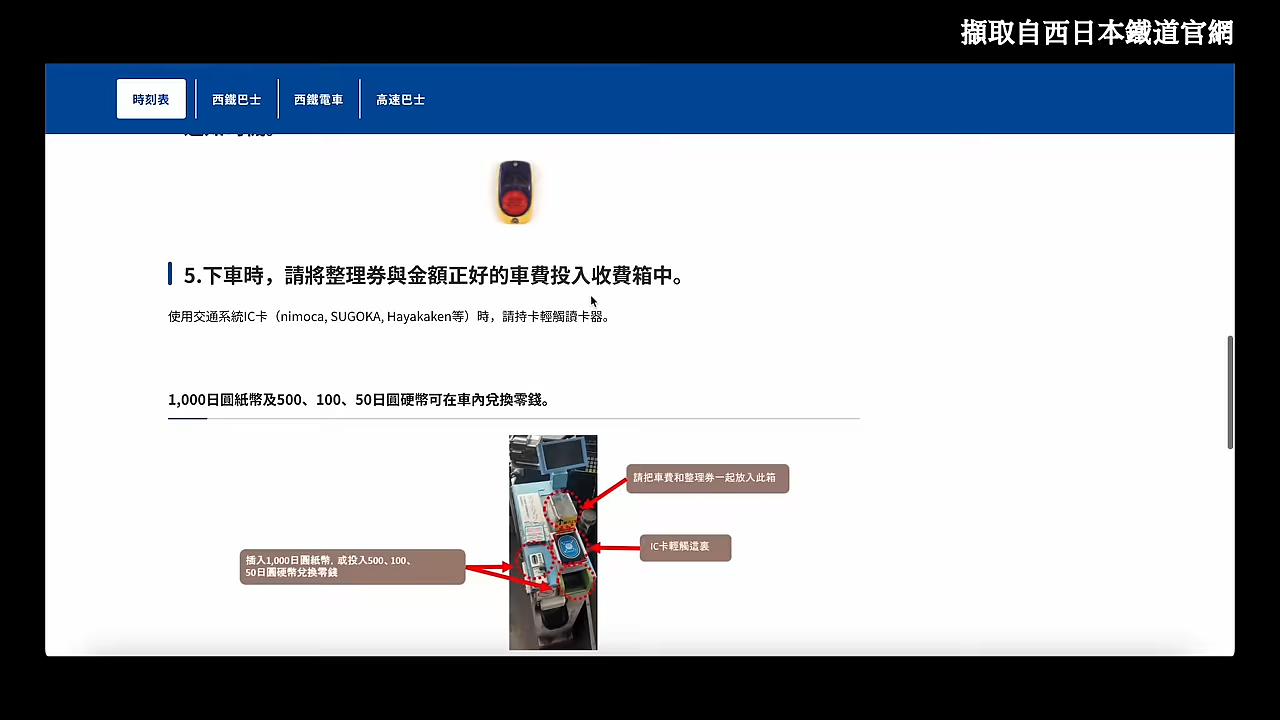 擷取自西日本鐵道官網
時刻表
西鐵巴士
西鐵電車
高速巴士
5.下車時，請將整理券與金額正好的車費投入收費箱中。
使用交通系統IC卡（nimoca, SUGOKA, Hayakaken等）時，請持卡輕觸讀卡器。
1,000日圓紙幣及500、100、50日圓硬幣可在車內兌換零錢。
請把車費和整理券一起放入此箱
IC卡輕觸這裏
插入1,000日圓紙幣，或投入500、100、
50日圓硬幣兌換零錢